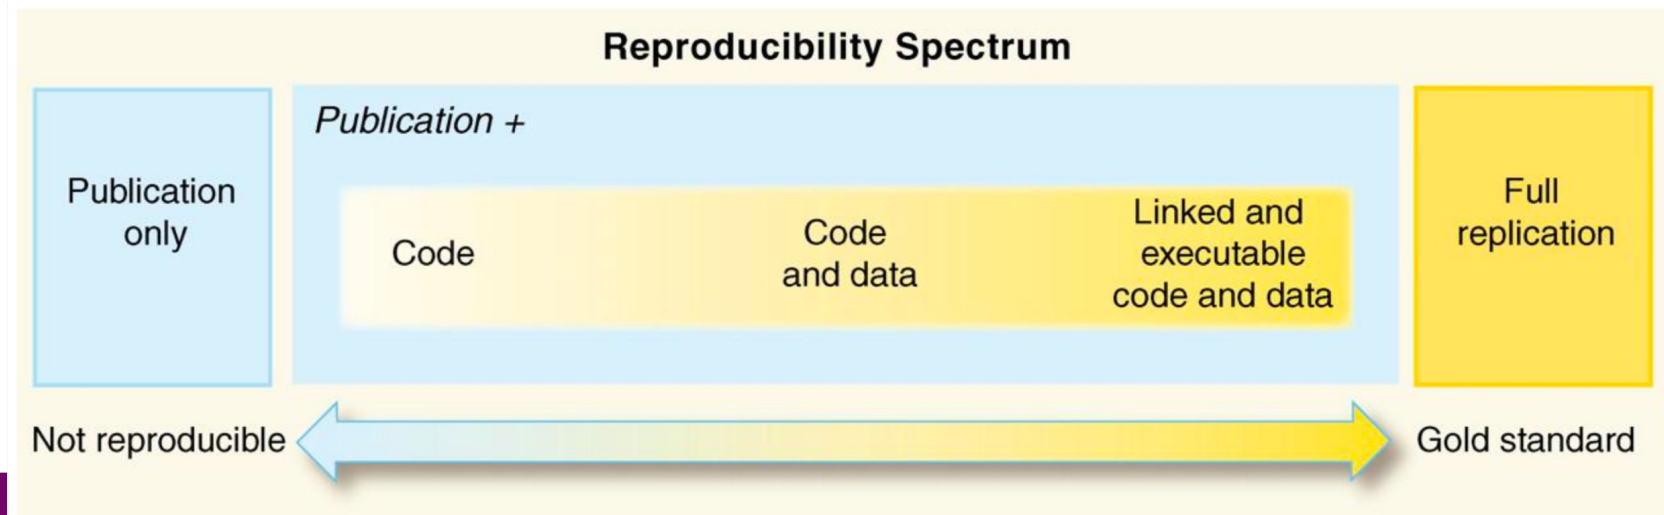 Reproducibility Spectrum
Publication
only
Publication +
Code
Code
and data
Linked and
executable
code and data
Full
replication
Not reproducible
Gold standard